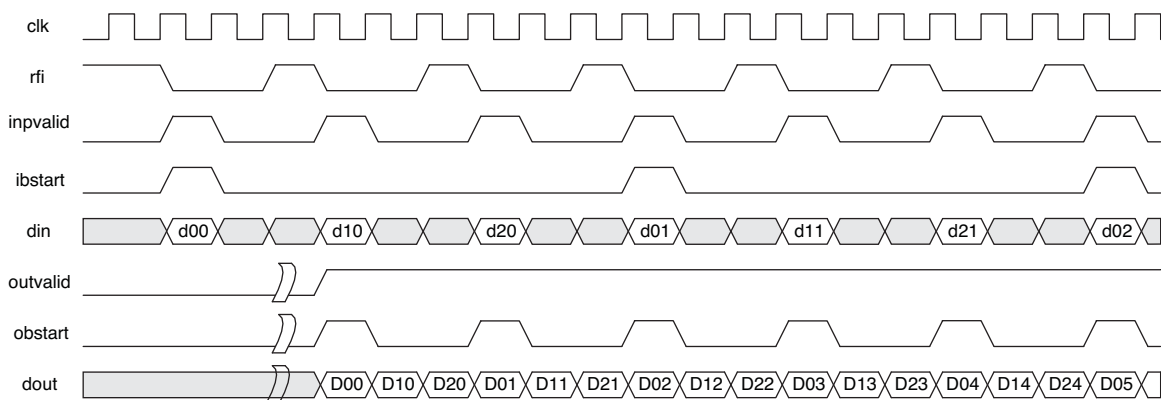 clk
rfi
inpvalid
ibstart
din d00 d10 d20 d01 d11 d21 d02
outvalid
obstart
dout D00 D10 D20 D01 D11 D21 D02 D12 D22 D03 D13 D23 D04 D14 D24 D05